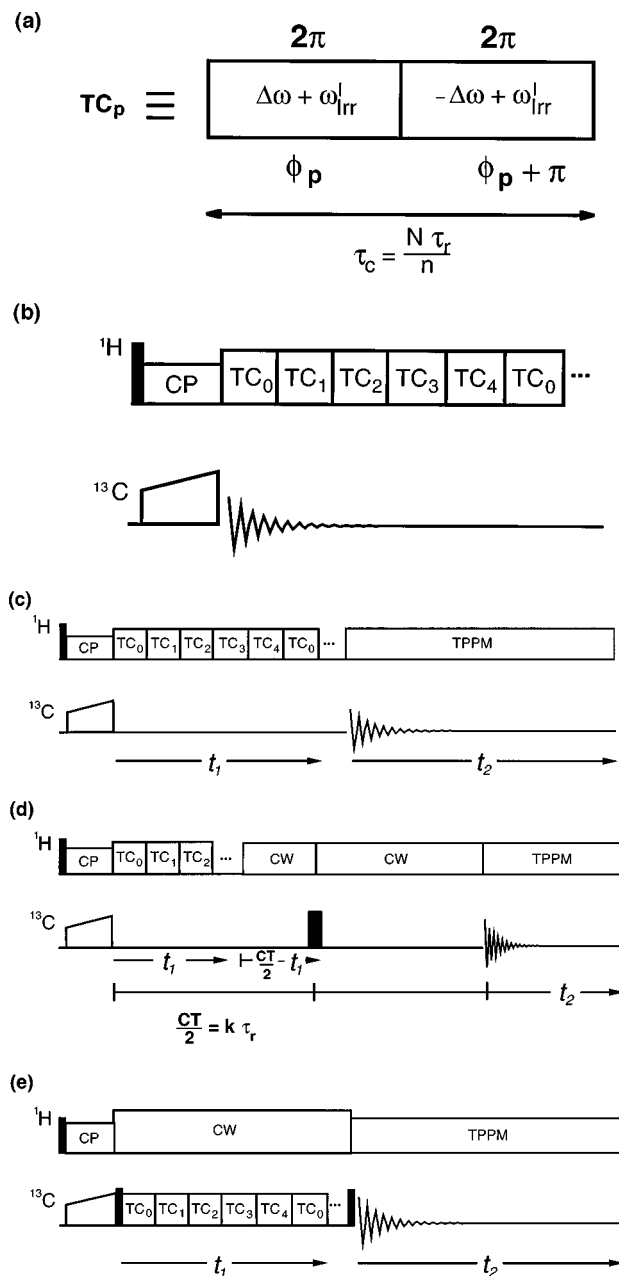 (a)
2π 2π
TCp ≡ Δω + ω^I_Irr -Δω + ω^I_Irr
ϕp ϕp + π
τc = N τr / n
(b)
¹H
CP TC0 TC1 TC2 TC3 TC4 TC0 ...
¹³C
(c)
¹H
CP TC0 TC1 TC2 TC3 TC4 TC0 ... TPPM
¹³C
t1 t2
(d)
¹H
CP TC0 TC1 TC2 ... CW CW TPPM
¹³C
t1 CT/2 - t1
t2
CT/2 = k τr
(e)
¹H
CP CW TPPM
¹³C
TC0 TC1 TC2 TC3 TC4 TC0 ...
t1 t2